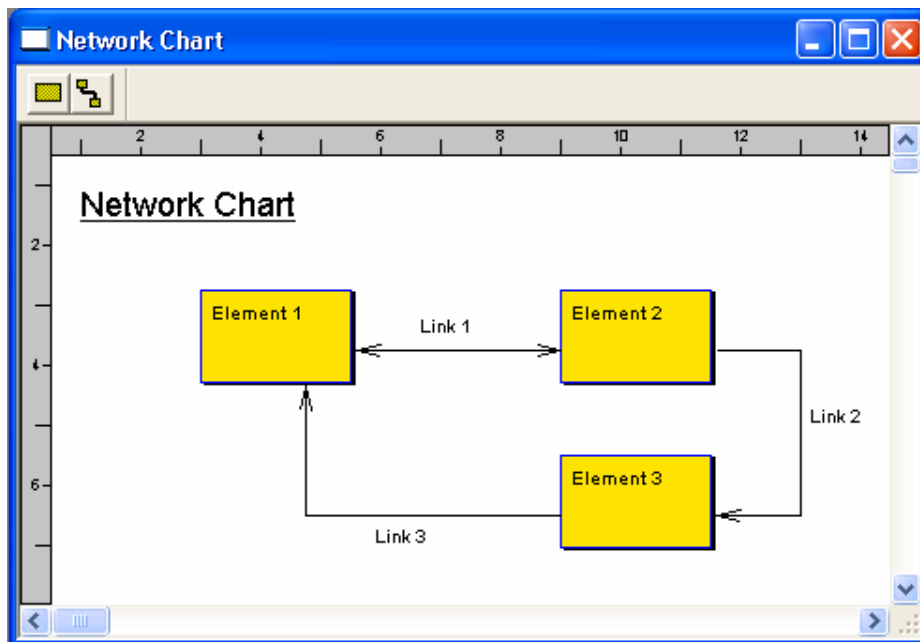 Network Chart
2 4 6 8 10 12 14
Network Chart
2
Element 1
Link 1
Element 2
4
Link 2
Element 3
6
Link 3